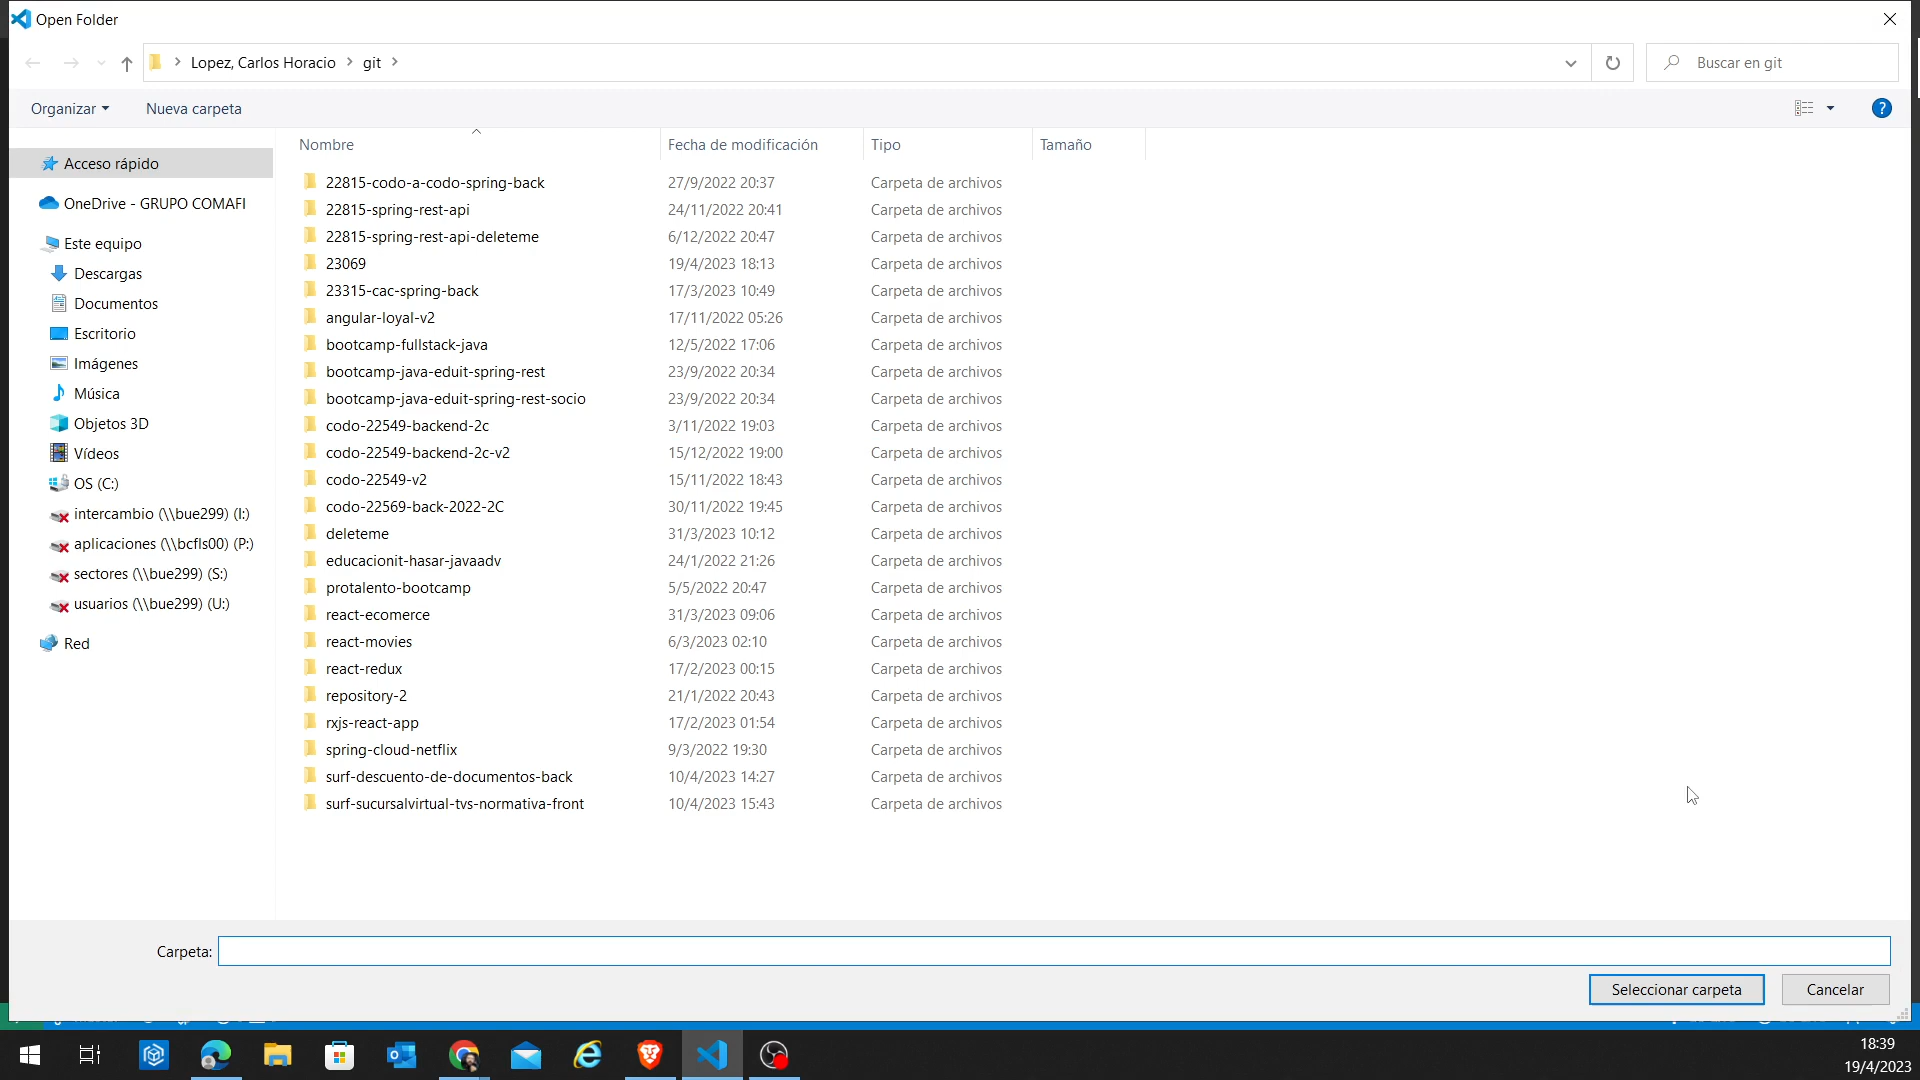 Open Folder
Lopez, Carlos Horacio
git
Buscar en git
Organizar
Nueva carpeta
Nombre
Fecha de modificación
Tipo
Tamaño
Acceso rápido
OneDrive - GRUPO COMAFI
Este equipo
Descargas
Documentos
Escritorio
Imágenes
Música
Objetos 3D
Vídeos
OS (C:)
intercambio (\\bue299) (I:)
aplicaciones (\\bcfls00) (P:)
sectores (\\bue299) (S:)
usuarios (\\bue299) (U:)
Red
22815-codo-a-codo-spring-back 27/9/2022 20:37 Carpeta de archivos
22815-spring-rest-api 24/11/2022 20:41 Carpeta de archivos
22815-spring-rest-api-deleteme 6/12/2022 20:47 Carpeta de archivos
23069 19/4/2023 18:13 Carpeta de archivos
23315-cac-spring-back 17/3/2023 10:49 Carpeta de archivos
angular-loyal-v2 17/11/2022 05:26 Carpeta de archivos
bootcamp-fullstack-java 12/5/2022 17:06 Carpeta de archivos
bootcamp-java-eduit-spring-rest 23/9/2022 20:34 Carpeta de archivos
bootcamp-java-eduit-spring-rest-socio 23/9/2022 20:34 Carpeta de archivos
codo-22549-backend-2c 3/11/2022 19:03 Carpeta de archivos
codo-22549-backend-2c-v2 15/12/2022 19:00 Carpeta de archivos
codo-22549-v2 15/11/2022 18:43 Carpeta de archivos
codo-22569-back-2022-2C 30/11/2022 19:45 Carpeta de archivos
deleteme 31/3/2023 10:12 Carpeta de archivos
educacionit-hasar-javaadv 24/1/2022 21:26 Carpeta de archivos
protalento-bootcamp 5/5/2022 20:47 Carpeta de archivos
react-ecomerce 31/3/2023 09:06 Carpeta de archivos
react-movies 6/3/2023 02:10 Carpeta de archivos
react-redux 17/2/2023 00:15 Carpeta de archivos
repository-2 21/1/2022 20:43 Carpeta de archivos
rxjs-react-app 17/2/2023 01:54 Carpeta de archivos
spring-cloud-netflix 9/3/2022 19:30 Carpeta de archivos
surf-descuento-de-documentos-back 10/4/2023 14:27 Carpeta de archivos
surf-sucursalvirtual-tvs-normativa-front 10/4/2023 15:43 Carpeta de archivos
Carpeta:
Seleccionar carpeta
Cancelar
18:39
19/4/2023